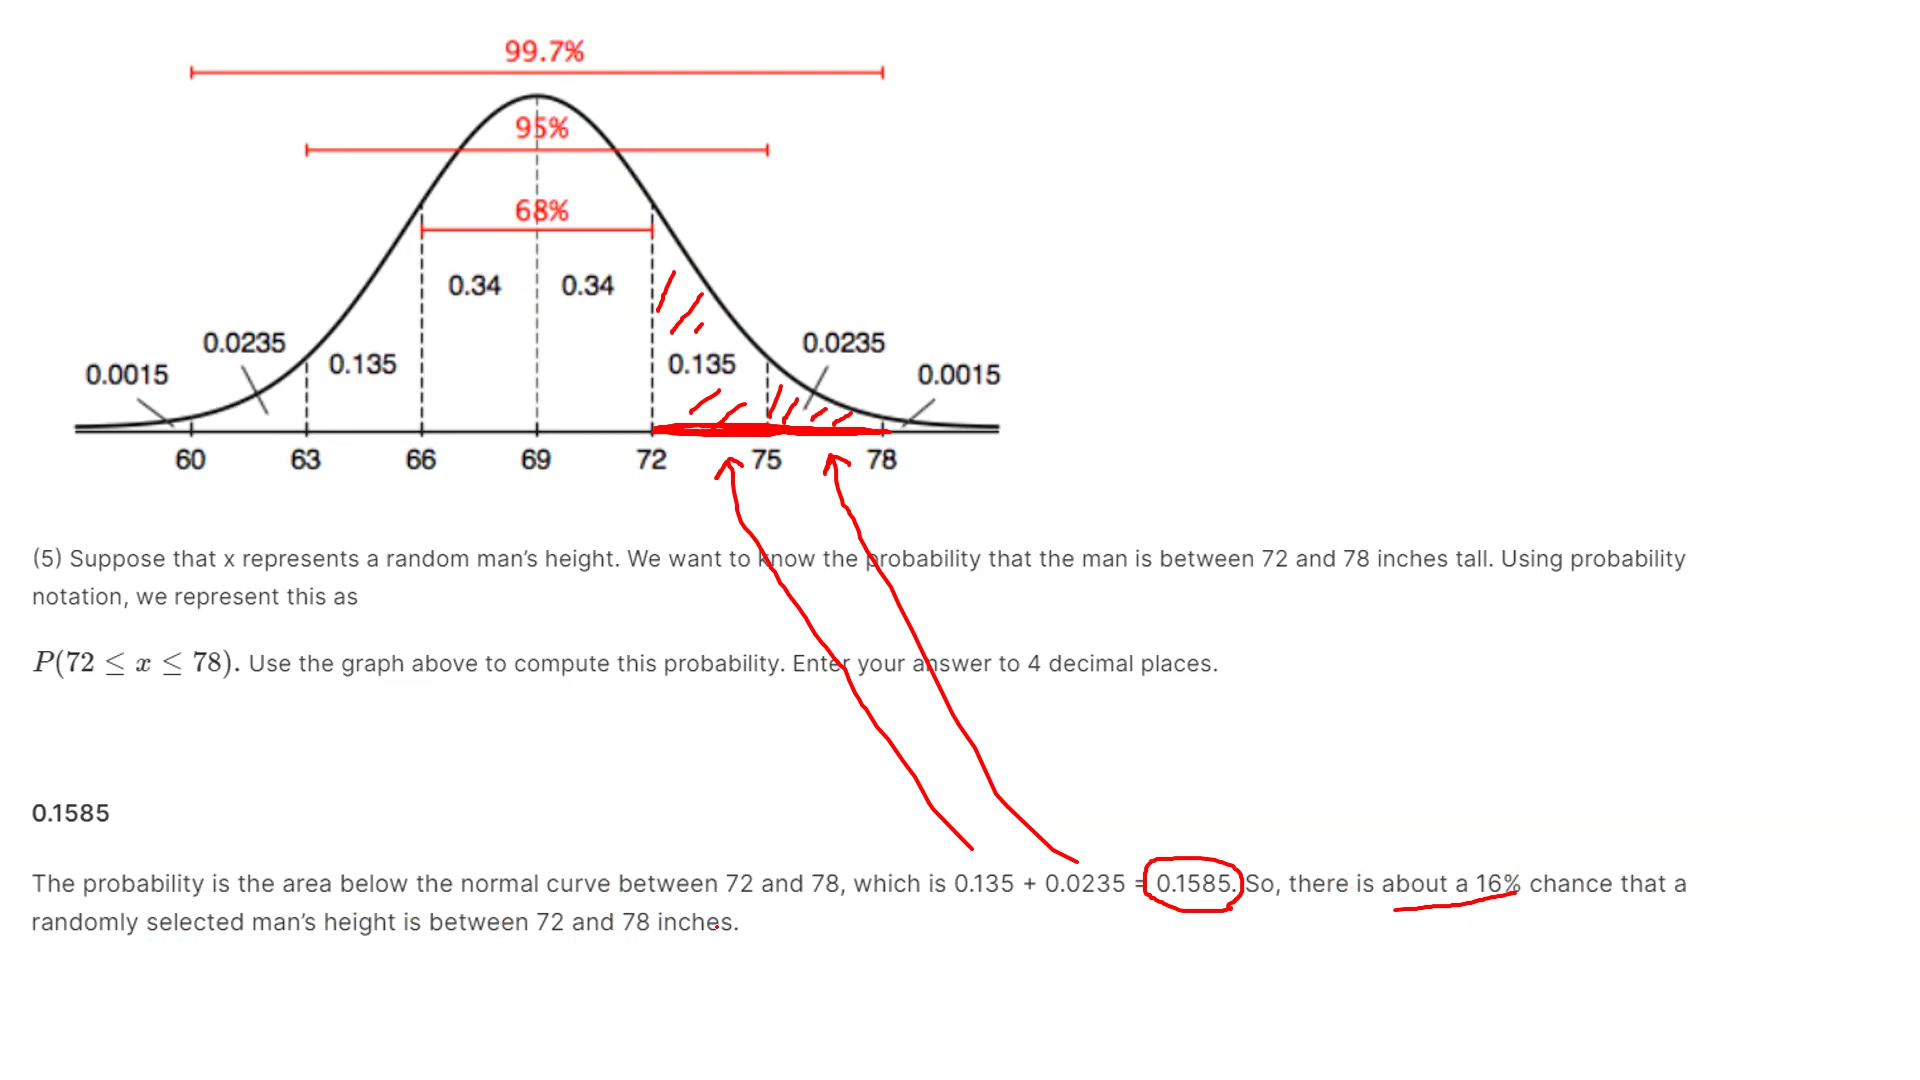 99.7%
95%
68%
0.34 0.34
0.0235 0.0235
0.135 0.135
0.0015 0.0015
60 63 66 69 72 75 78
(5) Suppose that x represents a random man’s height. We want to know the probability that the man is between 72 and 78 inches tall. Using probability
notation, we represent this as
P(72 ≤ x ≤ 78). Use the graph above to compute this probability. Enter your answer to 4 decimal places.
0.1585
The probability is the area below the normal curve between 72 and 78, which is 0.135 + 0.0235 = 0.1585. So, there is about a 16% chance that a
randomly selected man’s height is between 72 and 78 inches.